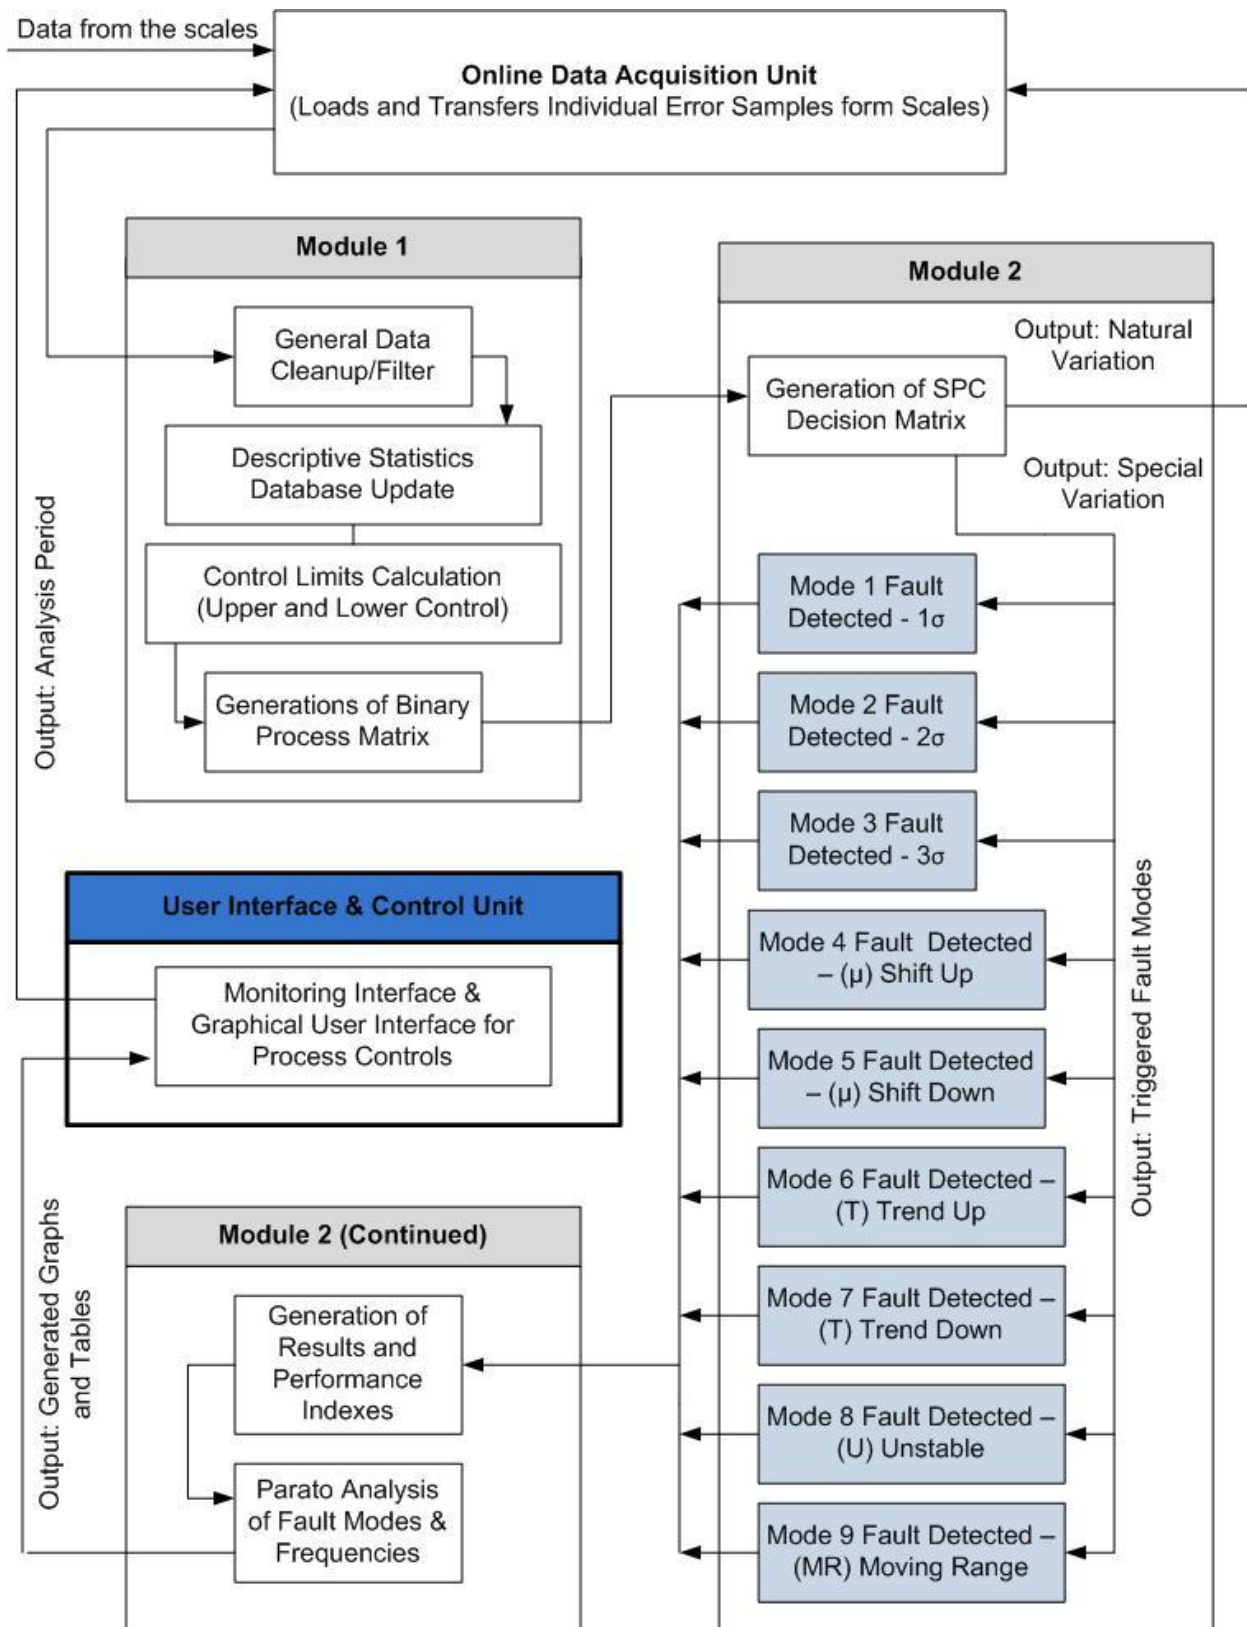 Data from the scales
Online Data Acquisition Unit
(Loads and Transfers Individual Error Samples form Scales)
Module 1
General Data
Cleanup/Filter
Descriptive Statistics
Database Update
Control Limits Calculation
(Upper and Lower Control)
Generations of Binary
Process Matrix
Output: Analysis Period
Module 2
Output: Natural
Variation
Generation of SPC
Decision Matrix
Output: Special
Variation
Mode 1 Fault
Detected - 1σ
Mode 2 Fault
Detected - 2σ
Mode 3 Fault
Detected - 3σ
Mode 4 Fault Detected
– (μ) Shift Up
Mode 5 Fault Detected
– (μ) Shift Down
Mode 6 Fault Detected –
(T) Trend Up
Mode 7 Fault Detected –
(T) Trend Down
Mode 8 Fault Detected –
(U) Unstable
Mode 9 Fault Detected –
(MR) Moving Range
Output: Triggered Fault Modes
User Interface & Control Unit
Monitoring Interface &
Graphical User Interface for
Process Controls
Module 2 (Continued)
Generation of
Results and
Performance
Indexes
Parato Analysis
of Fault Modes &
Frequencies
Output: Generated Graphs
and Tables